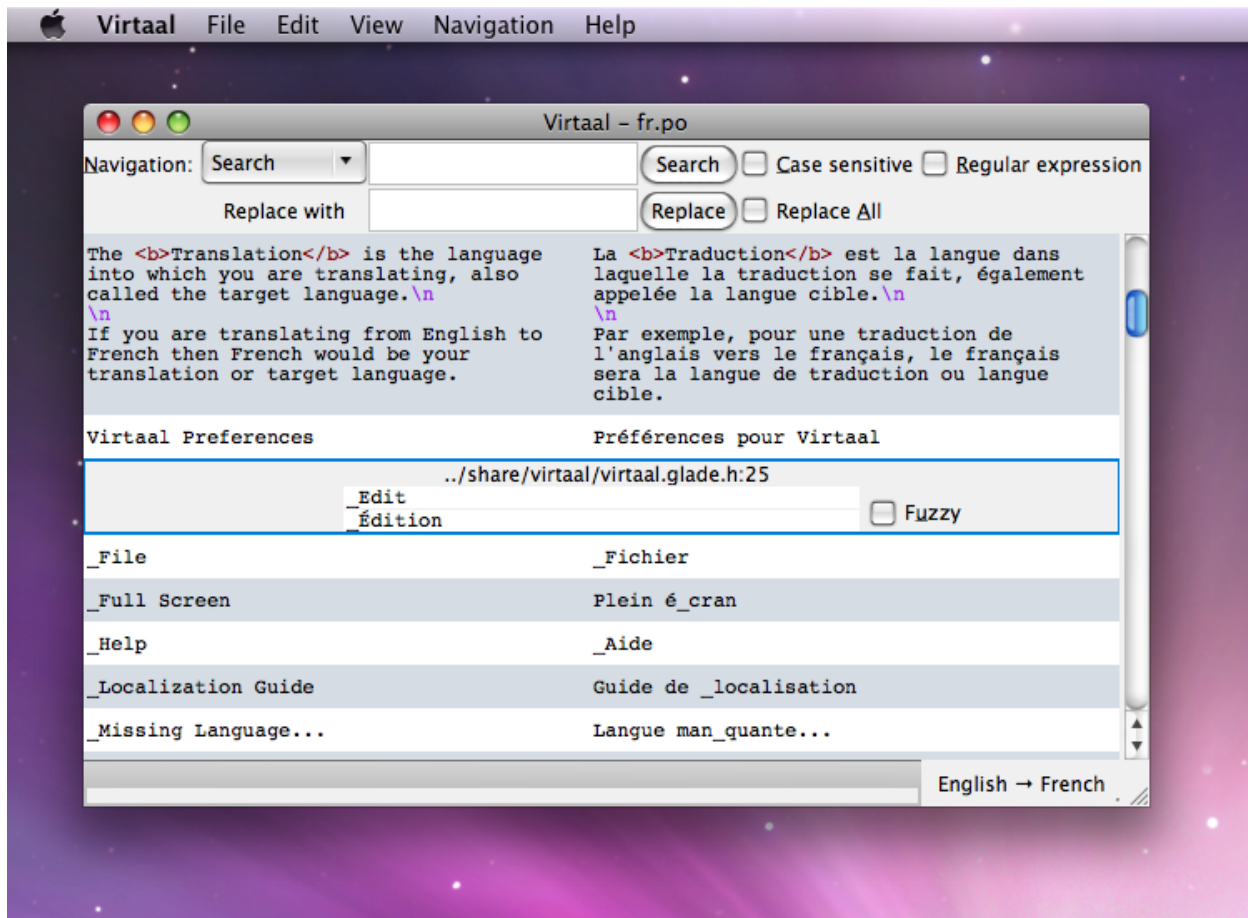 Virtaal File Edit View Navigation Help
Virtaal – fr.po
Navigation: Search Search Case sensitive Regular expression
Replace with Replace Replace All
The <b>Translation</b> is the language
into which you are translating, also
called the target language.\n
\n
If you are translating from English to
French then French would be your
translation or target language.
La <b>Traduction</b> est la langue dans
laquelle la traduction se fait, également
appelée la langue cible.\n
\n
Par exemple, pour une traduction de
l'anglais vers le français, le français
sera la langue de traduction ou langue
cible.
Virtaal Preferences Préférences pour Virtaal
../share/virtaal/virtaal.glade.h:25
_Edit
_Édition
Fuzzy
_File _Fichier
_Full Screen Plein é_cran
_Help _Aide
_Localization Guide Guide de _localisation
_Missing Language... Langue man_quante...
English → French